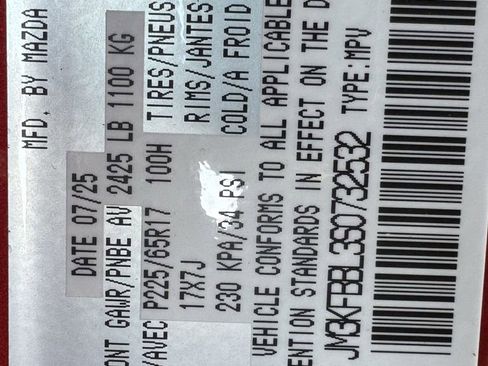 MFD. BY MAZDA
DATE 07/25
ONT GAWR/PNBE AV 2425 LB 1100 KG
/AVEC P225/65R17 100H TIRES/PNEUS
17X7J RIMS/JANTES
230 KPA/34 PSI COLD/A FROID
VEHICLE CONFORMS TO ALL APPLICABLE
ENTION STANDARDS IN EFFECT ON THE D
JM3KFBBL3S0732532 TYPE:MPV